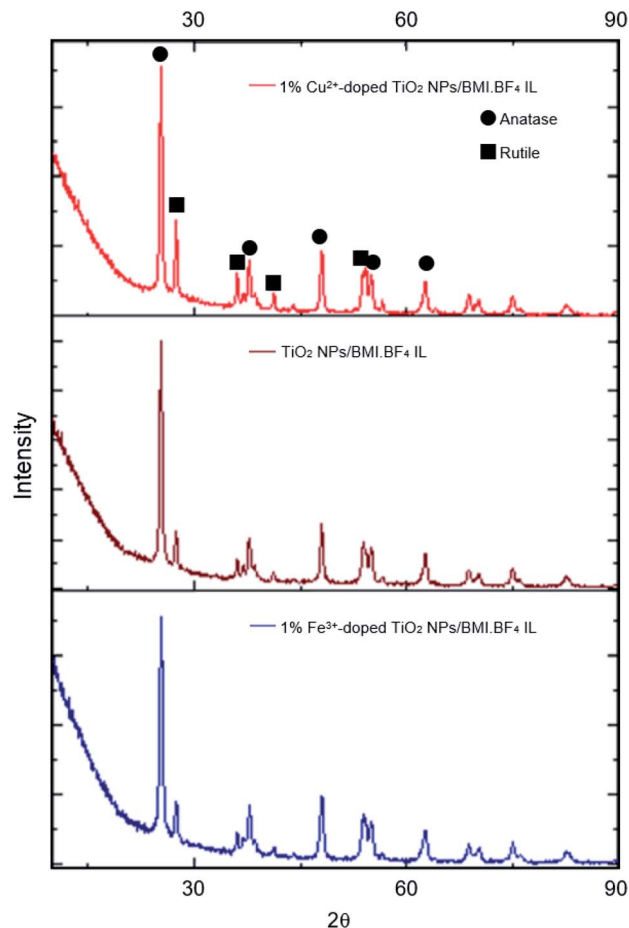 30 60 90
1% Cu²⁺-doped TiO₂ NPs/BMI.BF₄ IL
Anatase
Rutile
TiO₂ NPs/BMI.BF₄ IL
Intensity
1% Fe³⁺-doped TiO₂ NPs/BMI.BF₄ IL
30 60 90
2θ